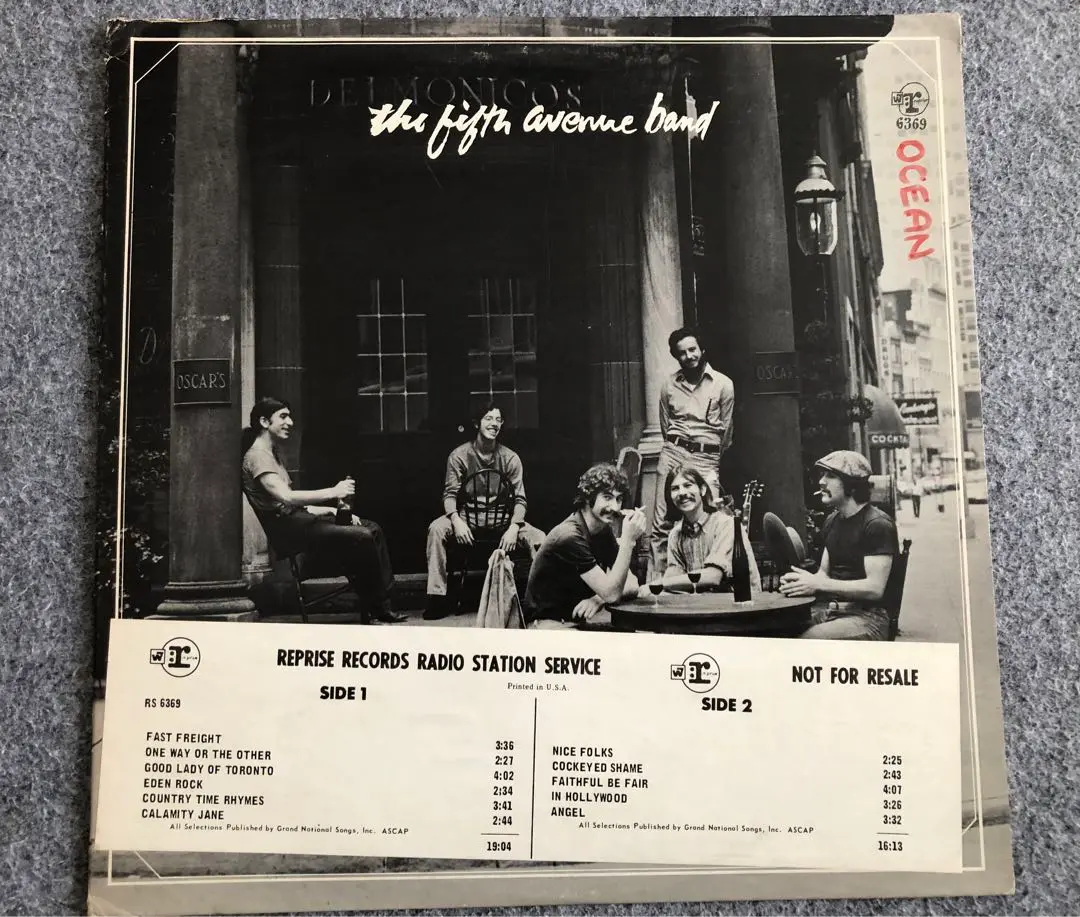 DELMONICO'S
the fifth avenue band
6369
OCEAN
OSCAR'S
OSCAR'S
COCKTA
REPRISE RECORDS RADIO STATION SERVICE
NOT FOR RESALE
Printed in U.S.A.
SIDE 1
SIDE 2
RS 6369
FAST FREIGHT 3:36
ONE WAY OR THE OTHER 2:27
GOOD LADY OF TORONTO 4:02
EDEN ROCK 2:34
COUNTRY TIME RHYMES 3:41
CALAMITY JANE 2:44
All Selections Published by Grand National Songs, Inc. ASCAP
19:04
NICE FOLKS 2:25
COCKEYED SHAME 2:43
FAITHFUL BE FAIR 4:07
IN HOLLYWOOD 3:26
ANGEL 3:32
All Selections Published by Grand National Songs, Inc. ASCAP
16:13